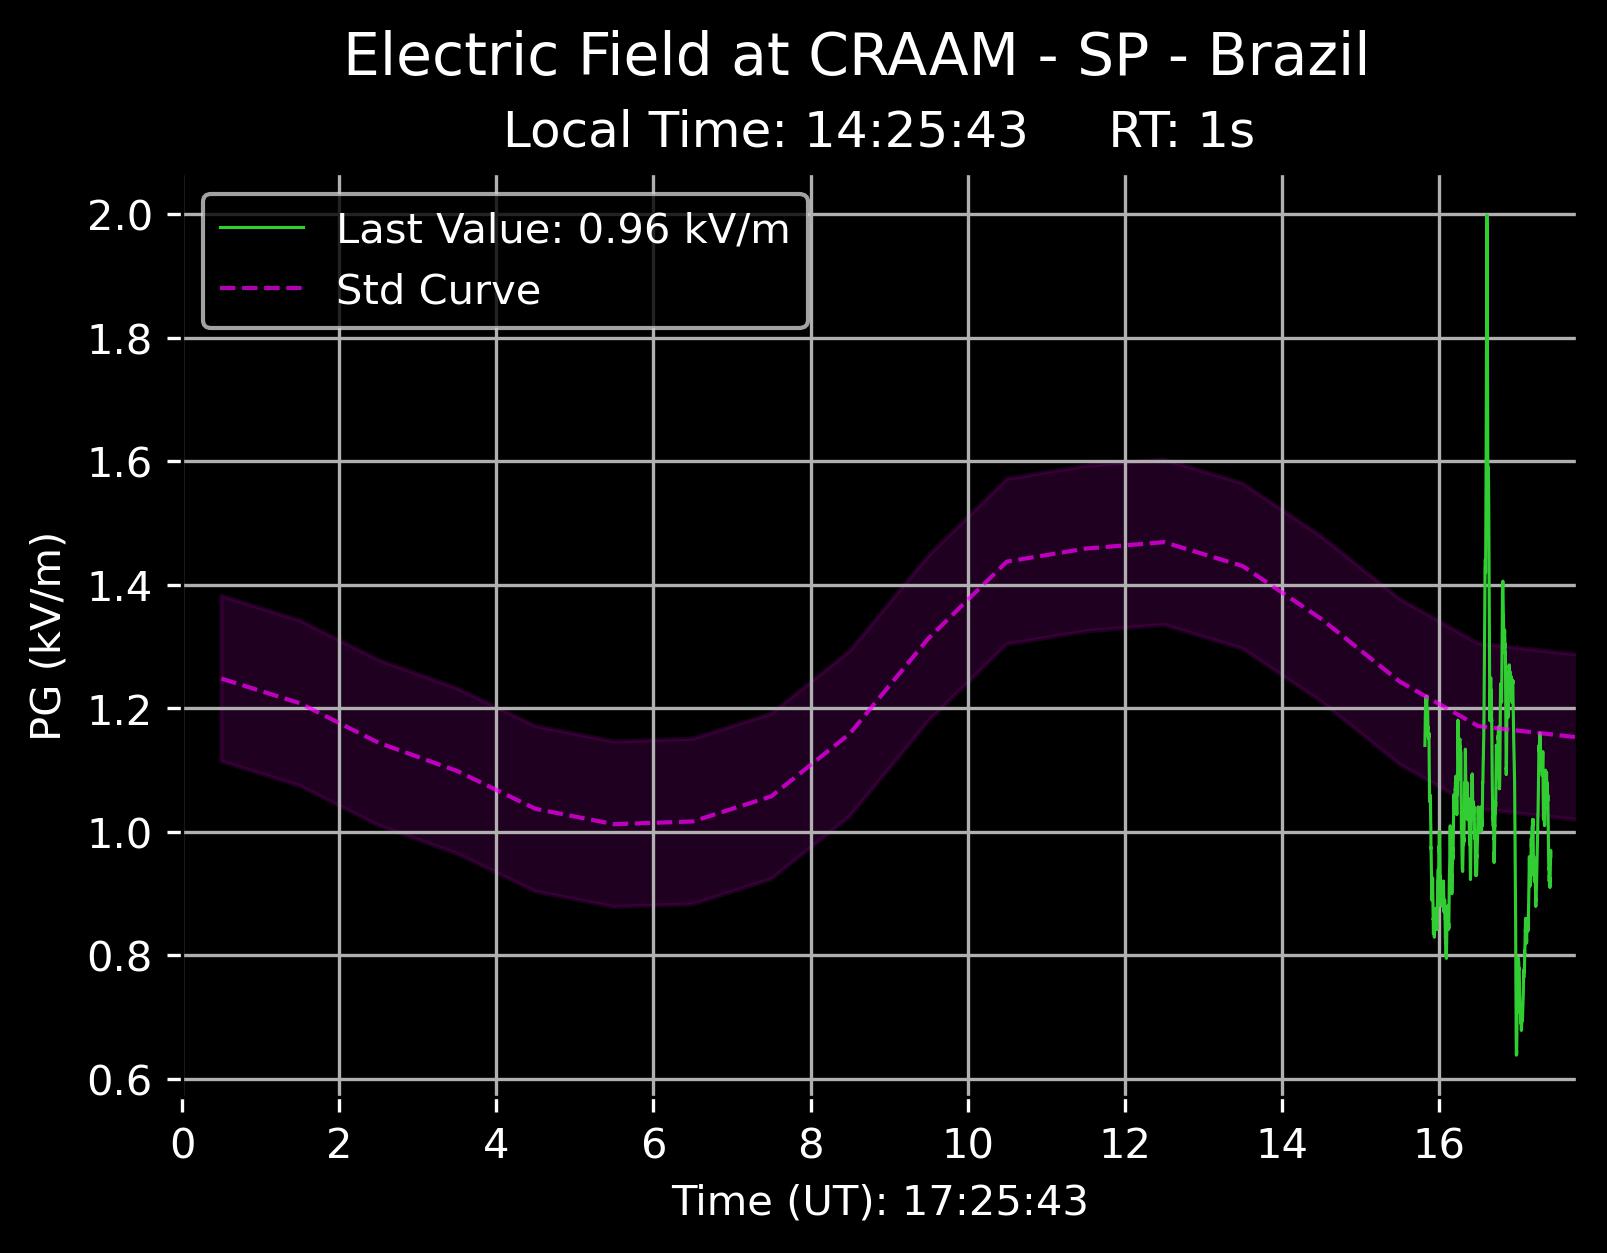 Electric Field at CRAAM - SP - Brazil
Local Time: 14:25:43 RT: 1s
Last Value: 0.96 kV/m
Std Curve
PG (kV/m)
2.0
1.8
1.6
1.4
1.2
1.0
0.8
0.6
0 2 4 6 8 10 12 14 16
Time (UT): 17:25:43